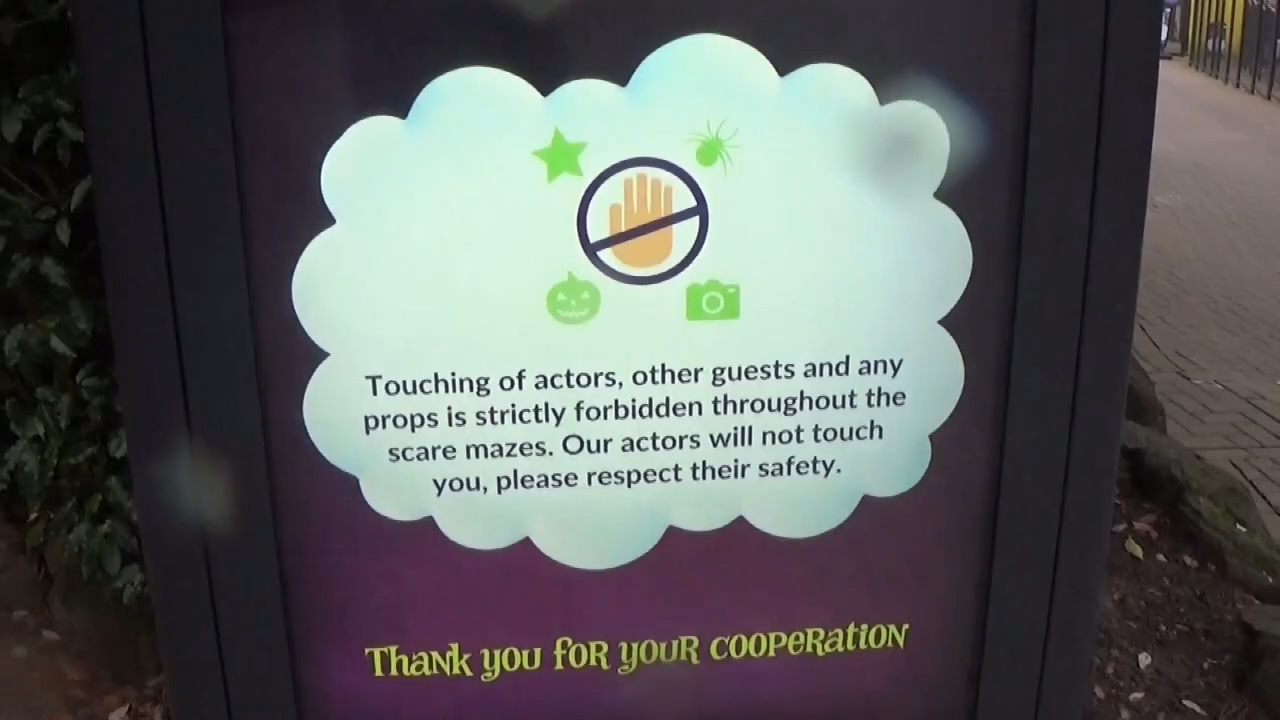 Touching of actors, other guests and any
props is strictly forbidden throughout the
scare mazes. Our actors will not touch
you, please respect their safety.
Thank you for your cooperation